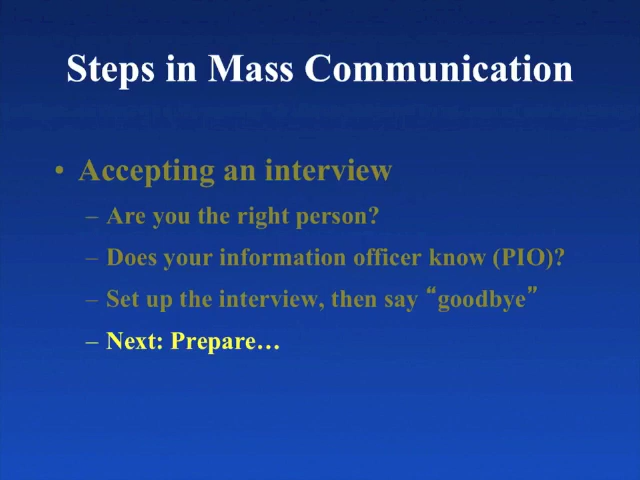 Steps in Mass Communication
• Accepting an interview
– Are you the right person?
– Does your information officer know (PIO)?
– Set up the interview, then say “goodbye”
– Next: Prepare…